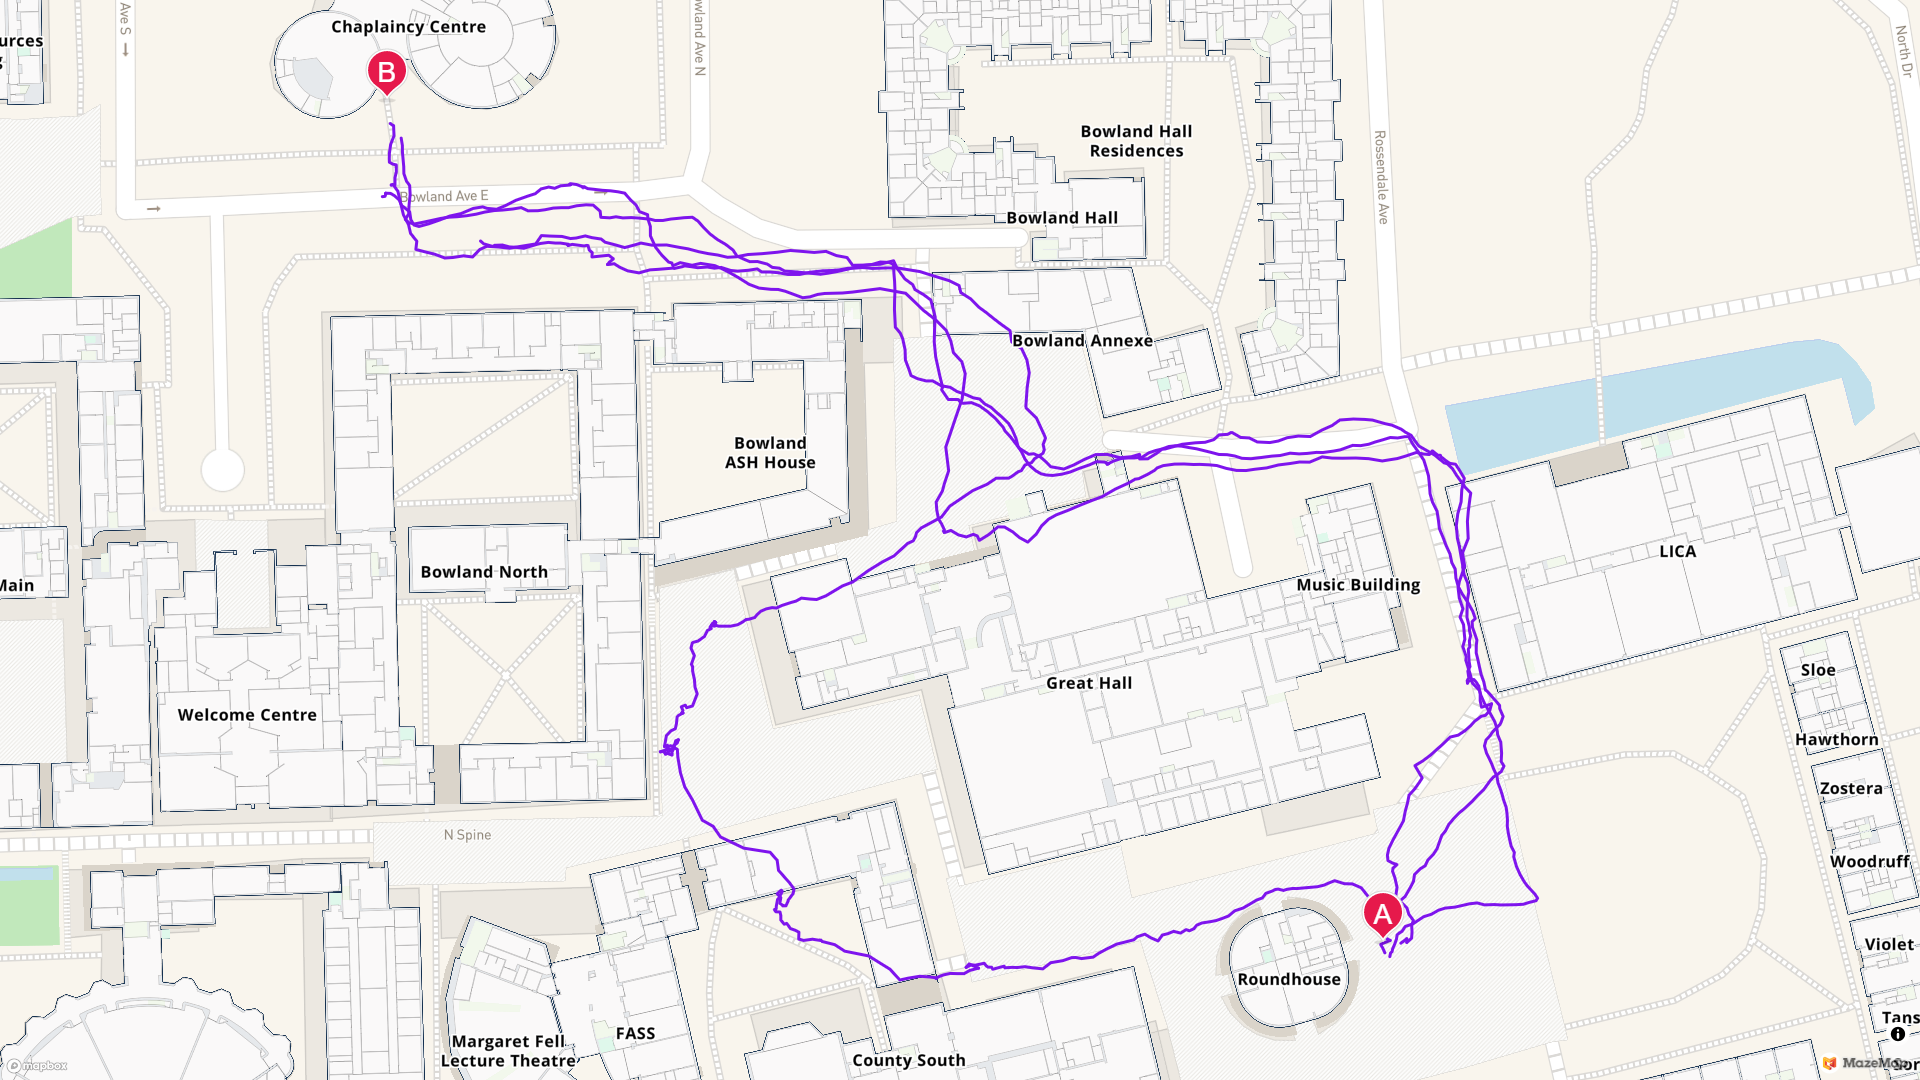 Ave S
Chaplaincy Centre
B
Bowland Ave N
North Dr
Bowland Hall
Residences
Rossendale Ave
Bowland Ave E
Bowland Hall
Bowland Annexe
Bowland
ASH House
LICA
Bowland North
Music Building
Main
Sloe
Great Hall
Welcome Centre
Hawthorn
Zostera
N Spine
Woodruff
A
Violet
Roundhouse
Tans
FASS
Margaret Fell
Lecture Theatre
County South
mapbox
MazeMap